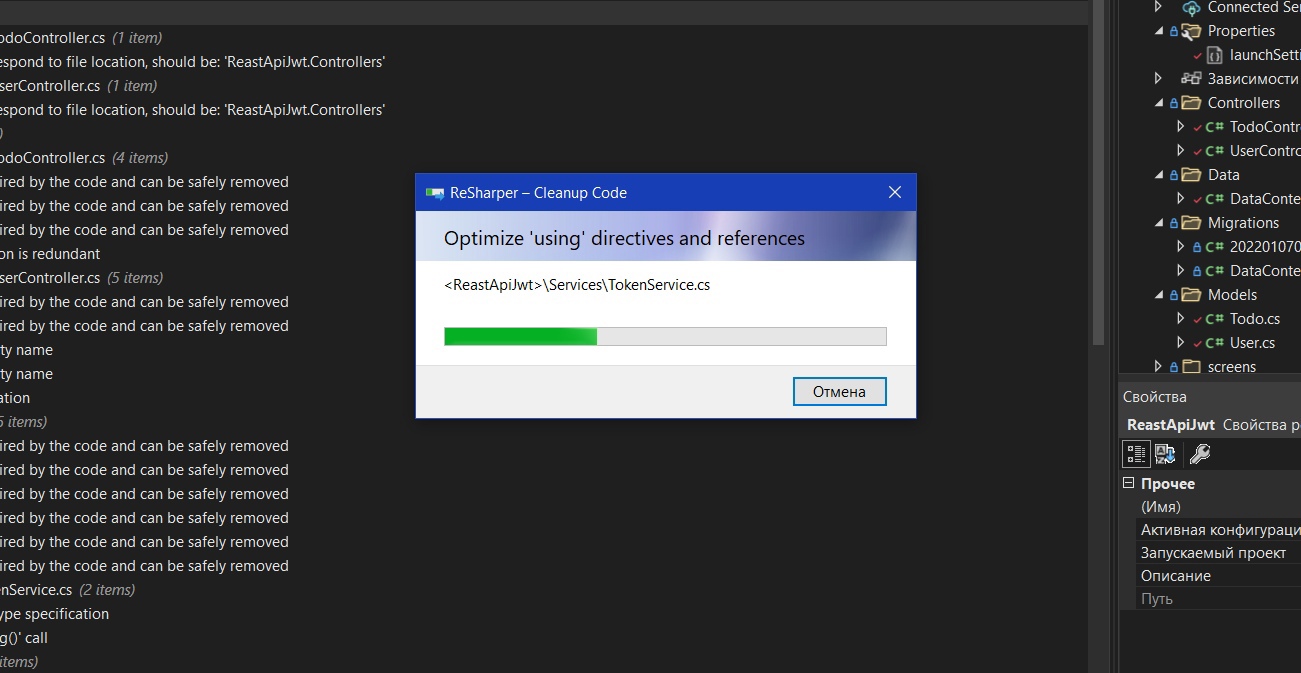 odoController.cs (1 item)
espond to file location, should be: 'ReastApiJwt.Controllers'
serController.cs (1 item)
espond to file location, should be: 'ReastApiJwt.Controllers'
)
odoController.cs (4 items)
ired by the code and can be safely removed
ired by the code and can be safely removed
ired by the code and can be safely removed
on is redundant
serController.cs (5 items)
ired by the code and can be safely removed
ired by the code and can be safely removed
ty name
ty name
ation
6 items)
ired by the code and can be safely removed
ired by the code and can be safely removed
ired by the code and can be safely removed
ired by the code and can be safely removed
ired by the code and can be safely removed
ired by the code and can be safely removed
nService.cs (2 items)
ype specification
g()' call
items)
ReSharper – Cleanup Code
Optimize 'using' directives and references
<ReastApiJwt>\Services\TokenService.cs
Отмена
Connected Ser
Properties
launchSetti
Зависимости
Controllers
C# TodoContr
C# UserContro
Data
C# DataConte
Migrations
C# 202201070
C# DataConte
Models
C# Todo.cs
C# User.cs
screens
Свойства
ReastApiJwt Свойства р
Прочее
(Имя)
Активная конфигураци
Запускаемый проект
Описание
Путь